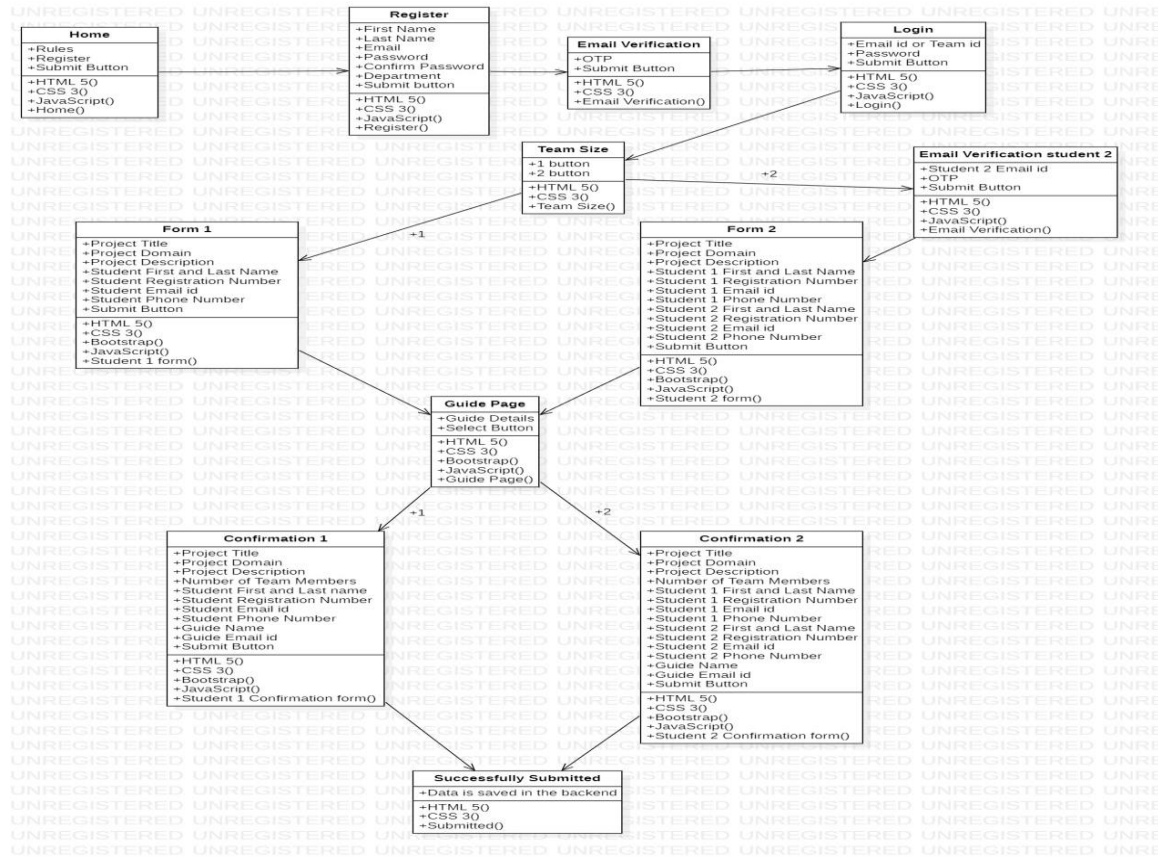 Home
+Rules
+Register
+Submit Button
+HTML 5()
+CSS 3()
+JavaScript()
+Home()
Register
+First Name
+Last Name
+Email
+Password
+Confirm Password
+Department
+Submit button
+HTML 5()
+CSS 3()
+JavaScript()
+Register()
Email Verification
+OTP
+Submit Button
+HTML 5()
+CSS 3()
+Email Verification()
Login
+Email id or Team id
+Password
+Submit Button
+HTML 5()
+CSS 3()
+JavaScript()
+Login()
Team Size
+1 button
+2 button
+HTML 5()
+CSS 3()
+Team Size()
+2
+1
Email Verification student 2
+Student 2 Email id
+OTP
+Submit Button
+HTML 5()
+CSS 3()
+JavaScript()
+Email Verification()
Form 1
+Project Title
+Project Domain
+Project Description
+Student First and Last Name
+Student Registration Number
+Student Email id
+Student Phone Number
+Submit Button
+HTML 5()
+CSS 3()
+Bootstrap()
+JavaScript()
+Student 1 form()
Form 2
+Project Title
+Project Domain
+Project Description
+Student 1 First and Last Name
+Student 1 Registration Number
+Student 1 Email id
+Student 1 Phone Number
+Student 2 First and Last Name
+Student 2 Registration Number
+Student 2 Email id
+Student 2 Phone Number
+Submit Button
+HTML 5()
+CSS 3()
+Bootstrap()
+JavaScript()
+Student 2 form()
Guide Page
+Guide Details
+Select Button
+HTML 5()
+CSS 3()
+Bootstrap()
+JavaScript()
+Guide Page()
+1
+2
Confirmation 1
+Project Title
+Project Domain
+Project Description
+Number of Team Members
+Student First and Last name
+Student Registration Number
+Student Email id
+Student Phone Number
+Guide Name
+Guide Email id
+Submit Button
+HTML 5()
+CSS 3()
+Bootstrap()
+JavaScript()
+Student 1 Confirmation form()
Confirmation 2
+Project Title
+Project Domain
+Project Description
+Number of Team Members
+Student 1 First and Last Name
+Student 1 Registration Number
+Student 1 Email id
+Student 1 Phone Number
+Student 2 First and Last Name
+Student 2 Registration Number
+Student 2 Email id
+Student 2 Phone Number
+Guide Name
+Guide Email id
+Submit Button
+HTML 5()
+CSS 3()
+Bootstrap()
+JavaScript()
+Student 2 Confirmation form()
Successfully Submitted
+Data is saved in the backend
+HTML 5()
+CSS 3()
+Submitted()
UNREGISTERED